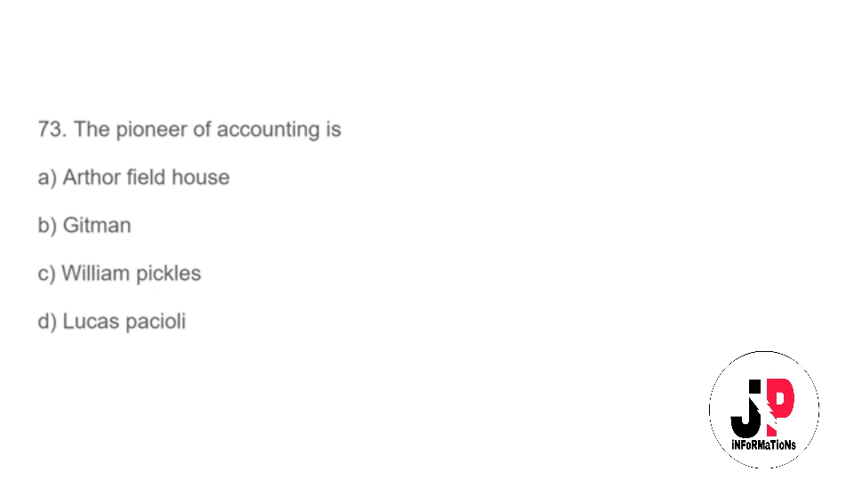 73. The pioneer of accounting is
a) Arthor field house
b) Gitman
c) William pickles
d) Lucas pacioli
JP
iNFoRMaTioNs